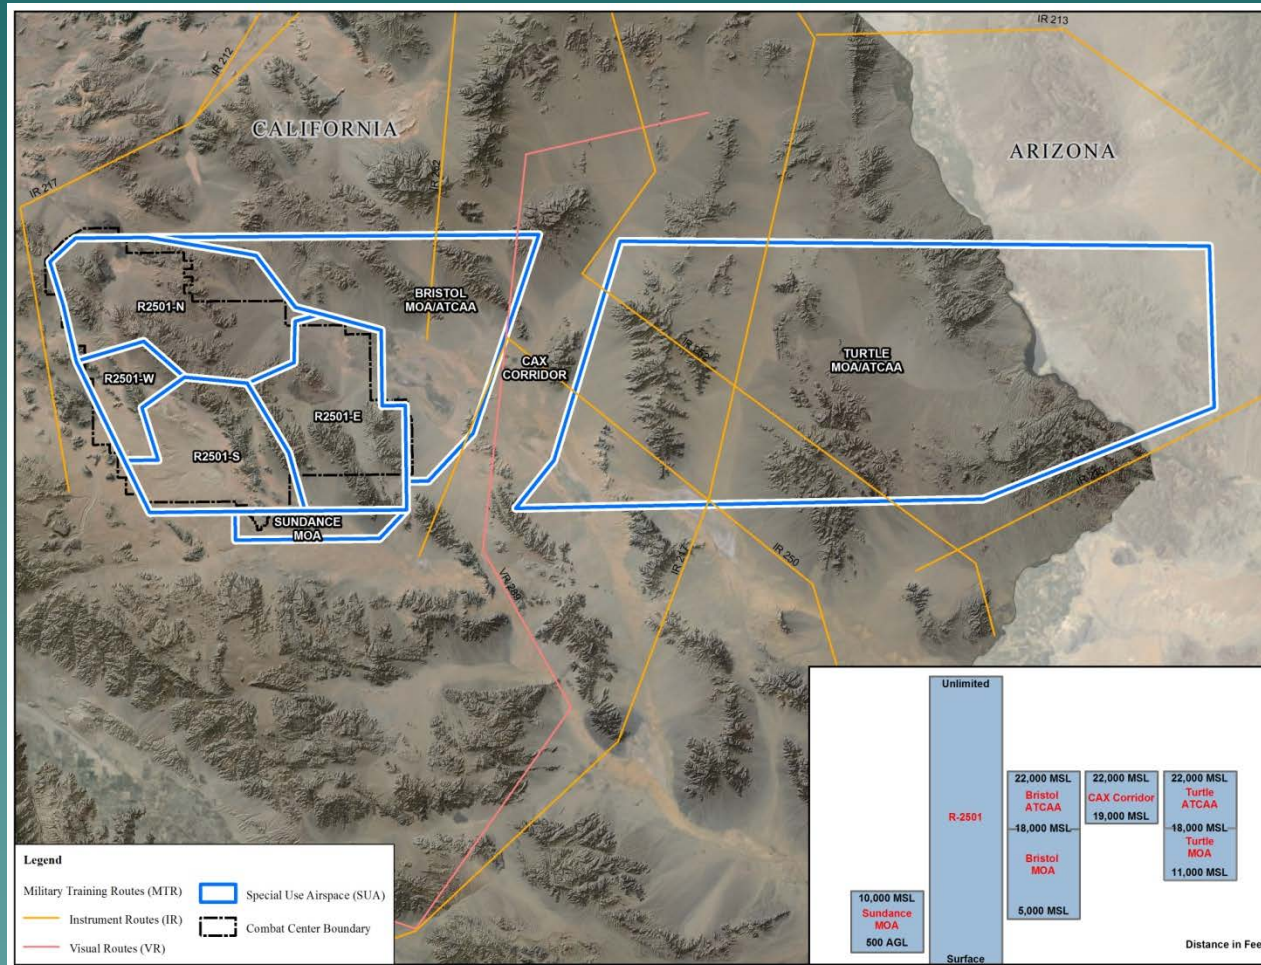 IR 213
IR 212
CALIFORNIA
ARIZONA
IR 217
BRISTOL
MOA/ATCAA
R2501-N
CAX
CORRIDOR
TURTLE
MOA/ATCAA
R2501-W
R2501-E
R2501-S
SUNDANCE
MOA
IR 217
IR 250
VR 289
Unlimited
R-2501
Surface
22,000 MSL
Bristol
ATCAA
18,000 MSL
Bristol
MOA
5,000 MSL
22,000 MSL
CAX Corridor
19,000 MSL
22,000 MSL
Turtle
ATCAA
18,000 MSL
Turtle
MOA
11,000 MSL
10,000 MSL
Sundance
MOA
500 AGL
Distance in Fee
Legend
Military Training Routes (MTR)
Instrument Routes (IR)
Visual Routes (VR)
Special Use Airspace (SUA)
Combat Center Boundary